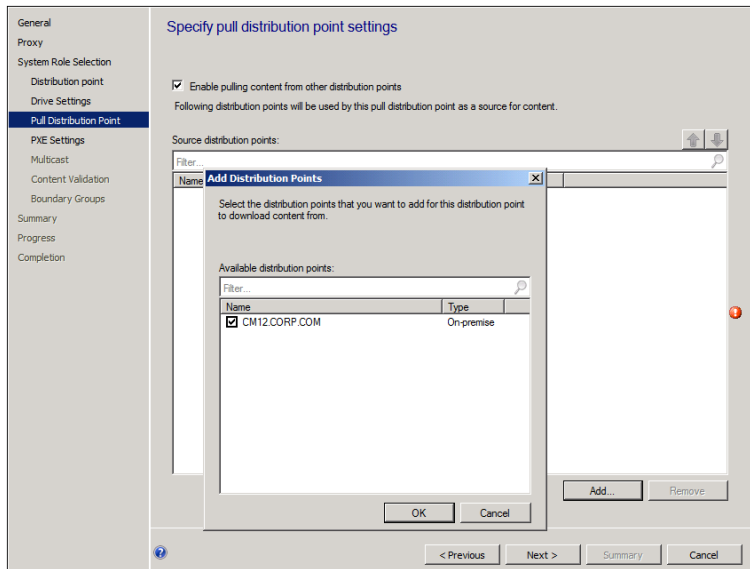 General
Proxy
System Role Selection
Distribution point
Drive Settings
Pull Distribution Point
PXE Settings
Multicast
Content Validation
Boundary Groups
Summary
Progress
Completion
Specify pull distribution point settings
Enable pulling content from other distribution points
Following distribution points will be used by this pull distribution point as a source for content.
Source distribution points:
Filter...
Name
Add Distribution Points
Select the distribution points that you want to add for this distribution point
to download content from.
Available distribution points:
Filter...
Name Type
CM12.CORP.COM On-premise
OK Cancel
Add... Remove
< Previous Next > Summary Cancel